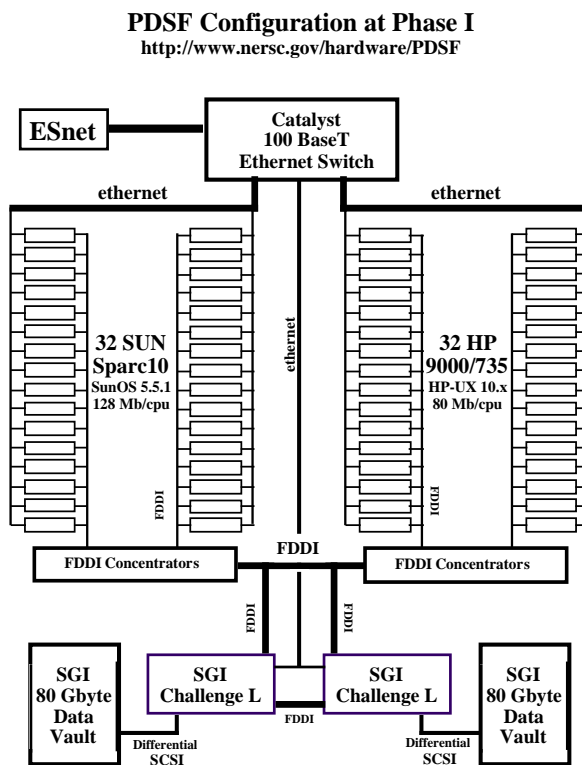 PDSF Configuration at Phase I
http://www.nersc.gov/hardware/PDSF
ESnet
Catalyst
100 BaseT
Ethernet Switch
ethernet
ethernet
ethernet
32 SUN
Sparc10
SunOS 5.5.1
128 Mb/cpu
32 HP
9000/735
HP-UX 10.x
80 Mb/cpu
FDDI
FDDI
FDDI Concentrators
FDDI
FDDI Concentrators
FDDI
FDDI
SGI
80 Gbyte
Data
Vault
SGI
Challenge L
FDDI
SGI
Challenge L
SGI
80 Gbyte
Data
Vault
Differential
SCSI
Differential
SCSI